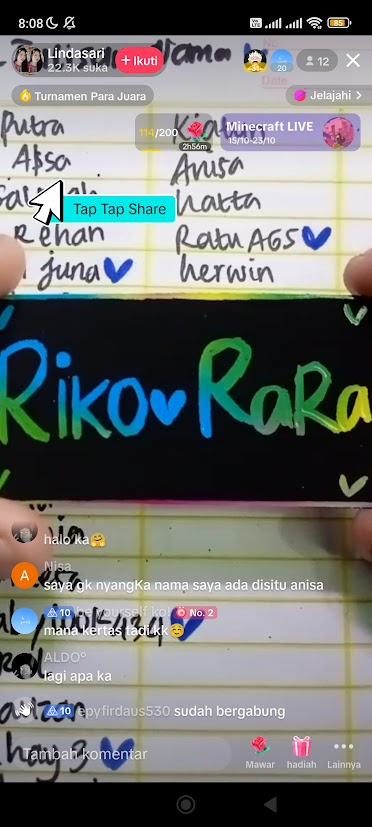 8:08
85
Lindasari
22.3K suka
+ Ikuti
20
12
Nama
Turnamen Para Juara
Jelajahi >
Putra
114/200
2h56m
Minecraft LIVE
15/10-23/10
Anisa
Tap Tap Share
hatta
Rehan
Ratu AGS
juna
herwin
Riko RaRa
halo ka🤗
Nisa
saya gk nyangKa nama saya ada disitu anisa
10
be yourself ko!
No. 2
mana kertas tadi kk☺️
ALDO°
lagi apa ka
10 epyfirdaus530 sudah bergabung
Tambah komentar
Mawar
hadiah
Lainnya